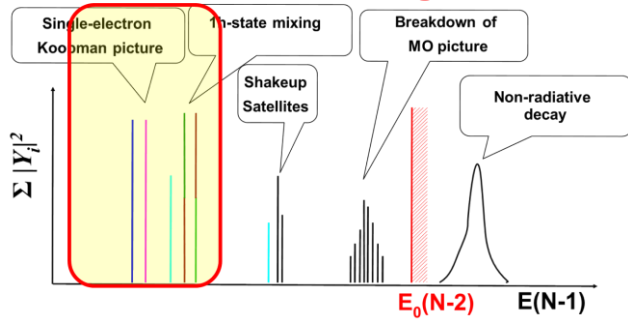 Single-electron
Koopman picture
1h-state mixing
Shakeup
Satellites
Breakdown of
MO picture
Non-radiative
decay
Σ |Yᵢ|²
E₀(N-2)
E(N-1)